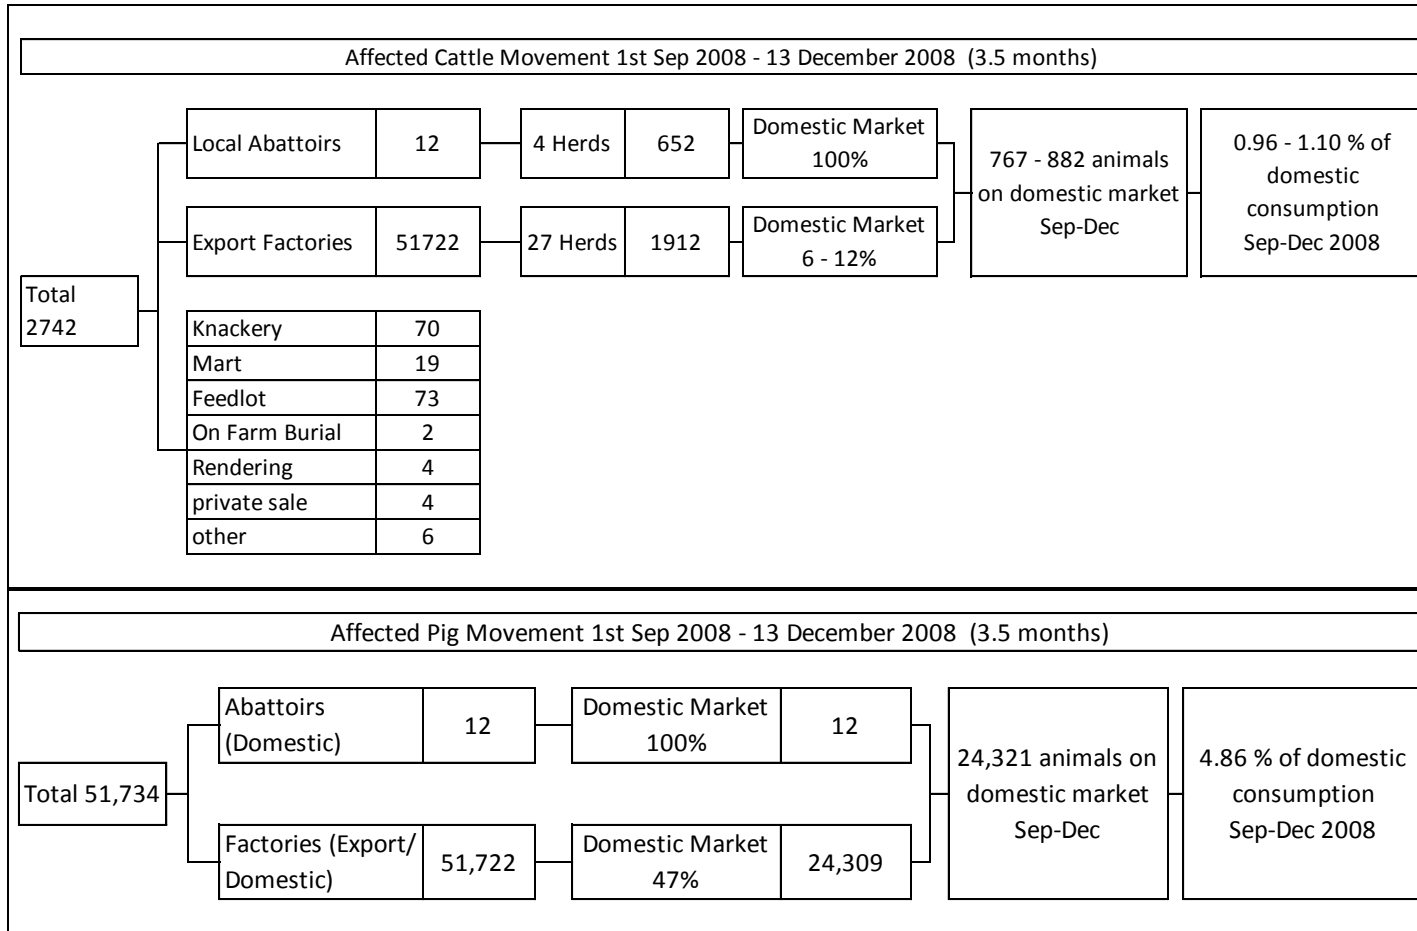 Affected Cattle Movement 1st Sep 2008 - 13 December 2008 (3.5 months)
Total
2742
Local Abattoirs
12
4 Herds
652
Domestic Market
100%
Export Factories
51722
27 Herds
1912
Domestic Market
6 - 12%
767 - 882 animals
on domestic market
Sep-Dec
0.96 - 1.10 % of
domestic
consumption
Sep-Dec 2008
Knackery
70
Mart
19
Feedlot
73
On Farm Burial
2
Rendering
4
private sale
4
other
6
Affected Pig Movement 1st Sep 2008 - 13 December 2008 (3.5 months)
Total 51,734
Abattoirs
(Domestic)
12
Domestic Market
100%
12
Factories (Export/
Domestic)
51,722
Domestic Market
47%
24,309
24,321 animals on
domestic market
Sep-Dec
4.86 % of domestic
consumption
Sep-Dec 2008